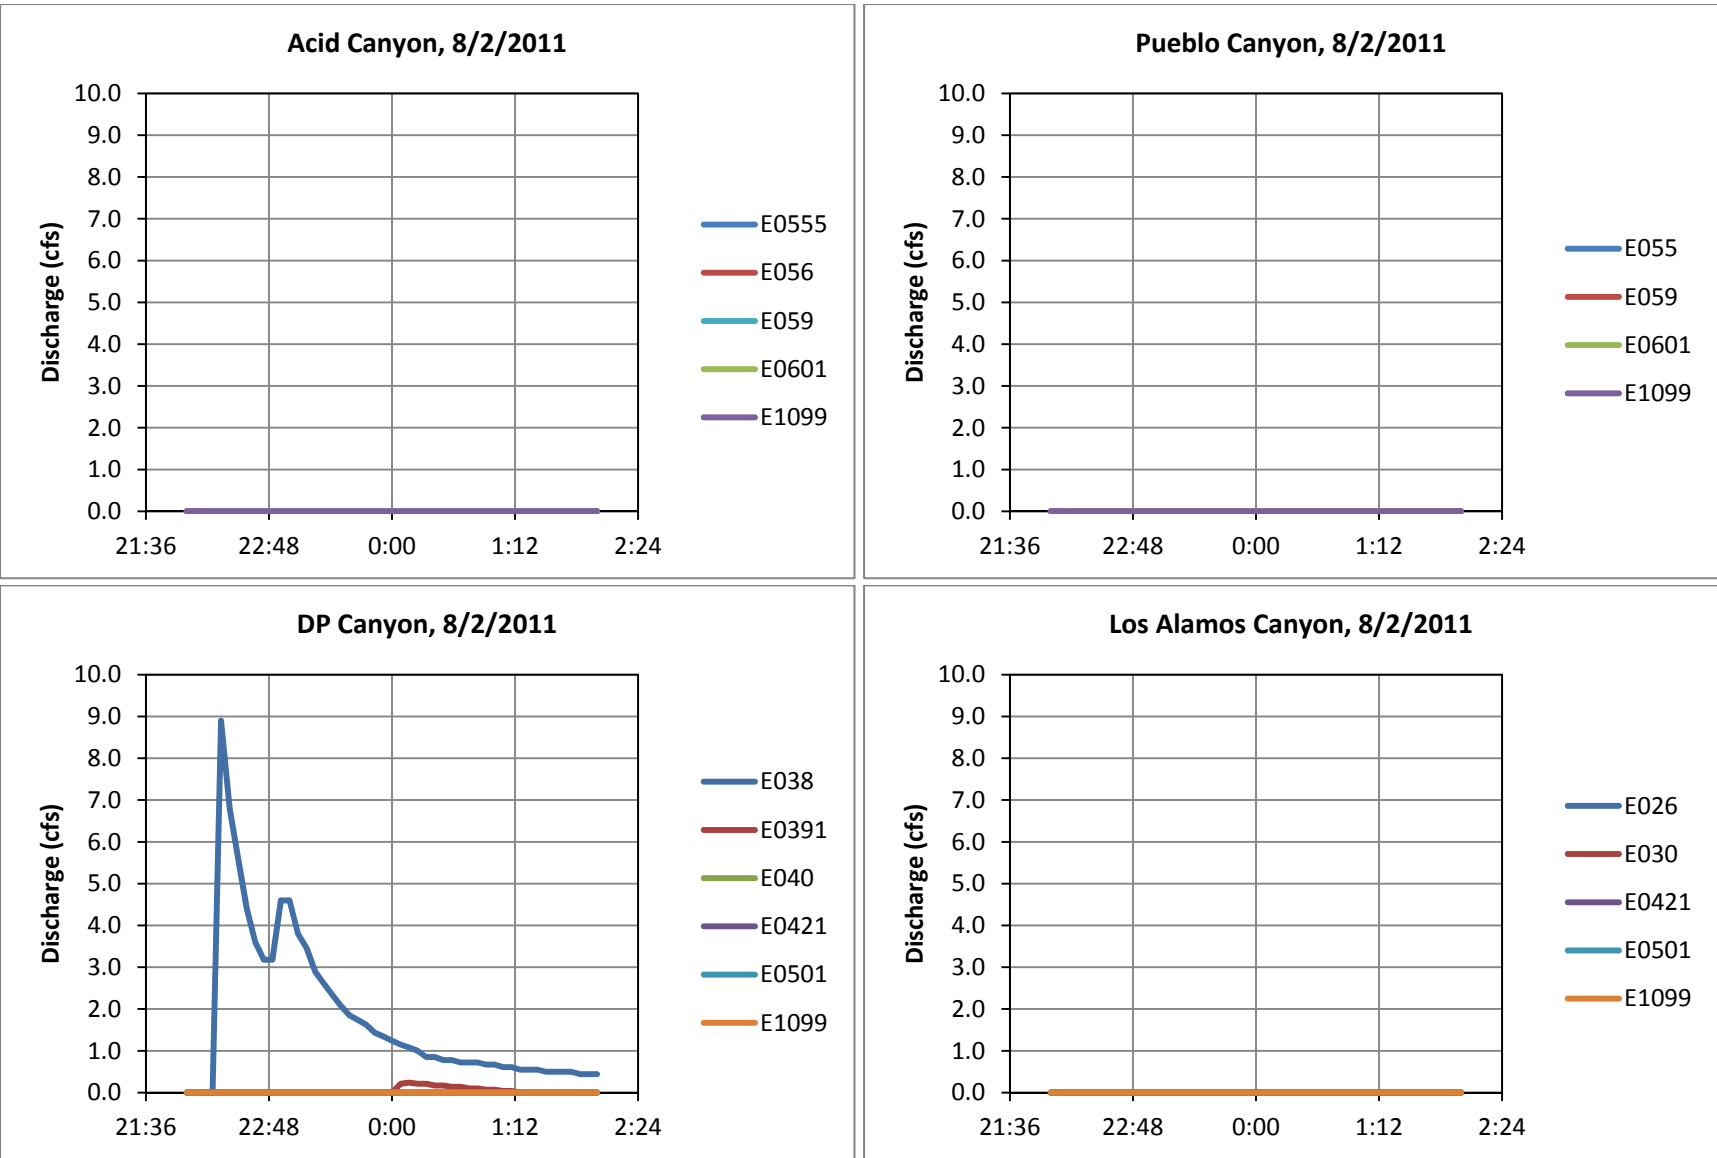 Acid Canyon, 8/2/2011
Discharge (cfs)
10.0
9.0
8.0
7.0
6.0
5.0
4.0
3.0
2.0
1.0
0.0
21:36 22:48 0:00 1:12 2:24
E0555
E056
E059
E0601
E1099
Pueblo Canyon, 8/2/2011
Discharge (cfs)
10.0
9.0
8.0
7.0
6.0
5.0
4.0
3.0
2.0
1.0
0.0
21:36 22:48 0:00 1:12 2:24
E055
E059
E0601
E1099
DP Canyon, 8/2/2011
Discharge (cfs)
10.0
9.0
8.0
7.0
6.0
5.0
4.0
3.0
2.0
1.0
0.0
21:36 22:48 0:00 1:12 2:24
E038
E0391
E040
E0421
E0501
E1099
Los Alamos Canyon, 8/2/2011
Discharge (cfs)
10.0
9.0
8.0
7.0
6.0
5.0
4.0
3.0
2.0
1.0
0.0
21:36 22:48 0:00 1:12 2:24
E026
E030
E0421
E0501
E1099